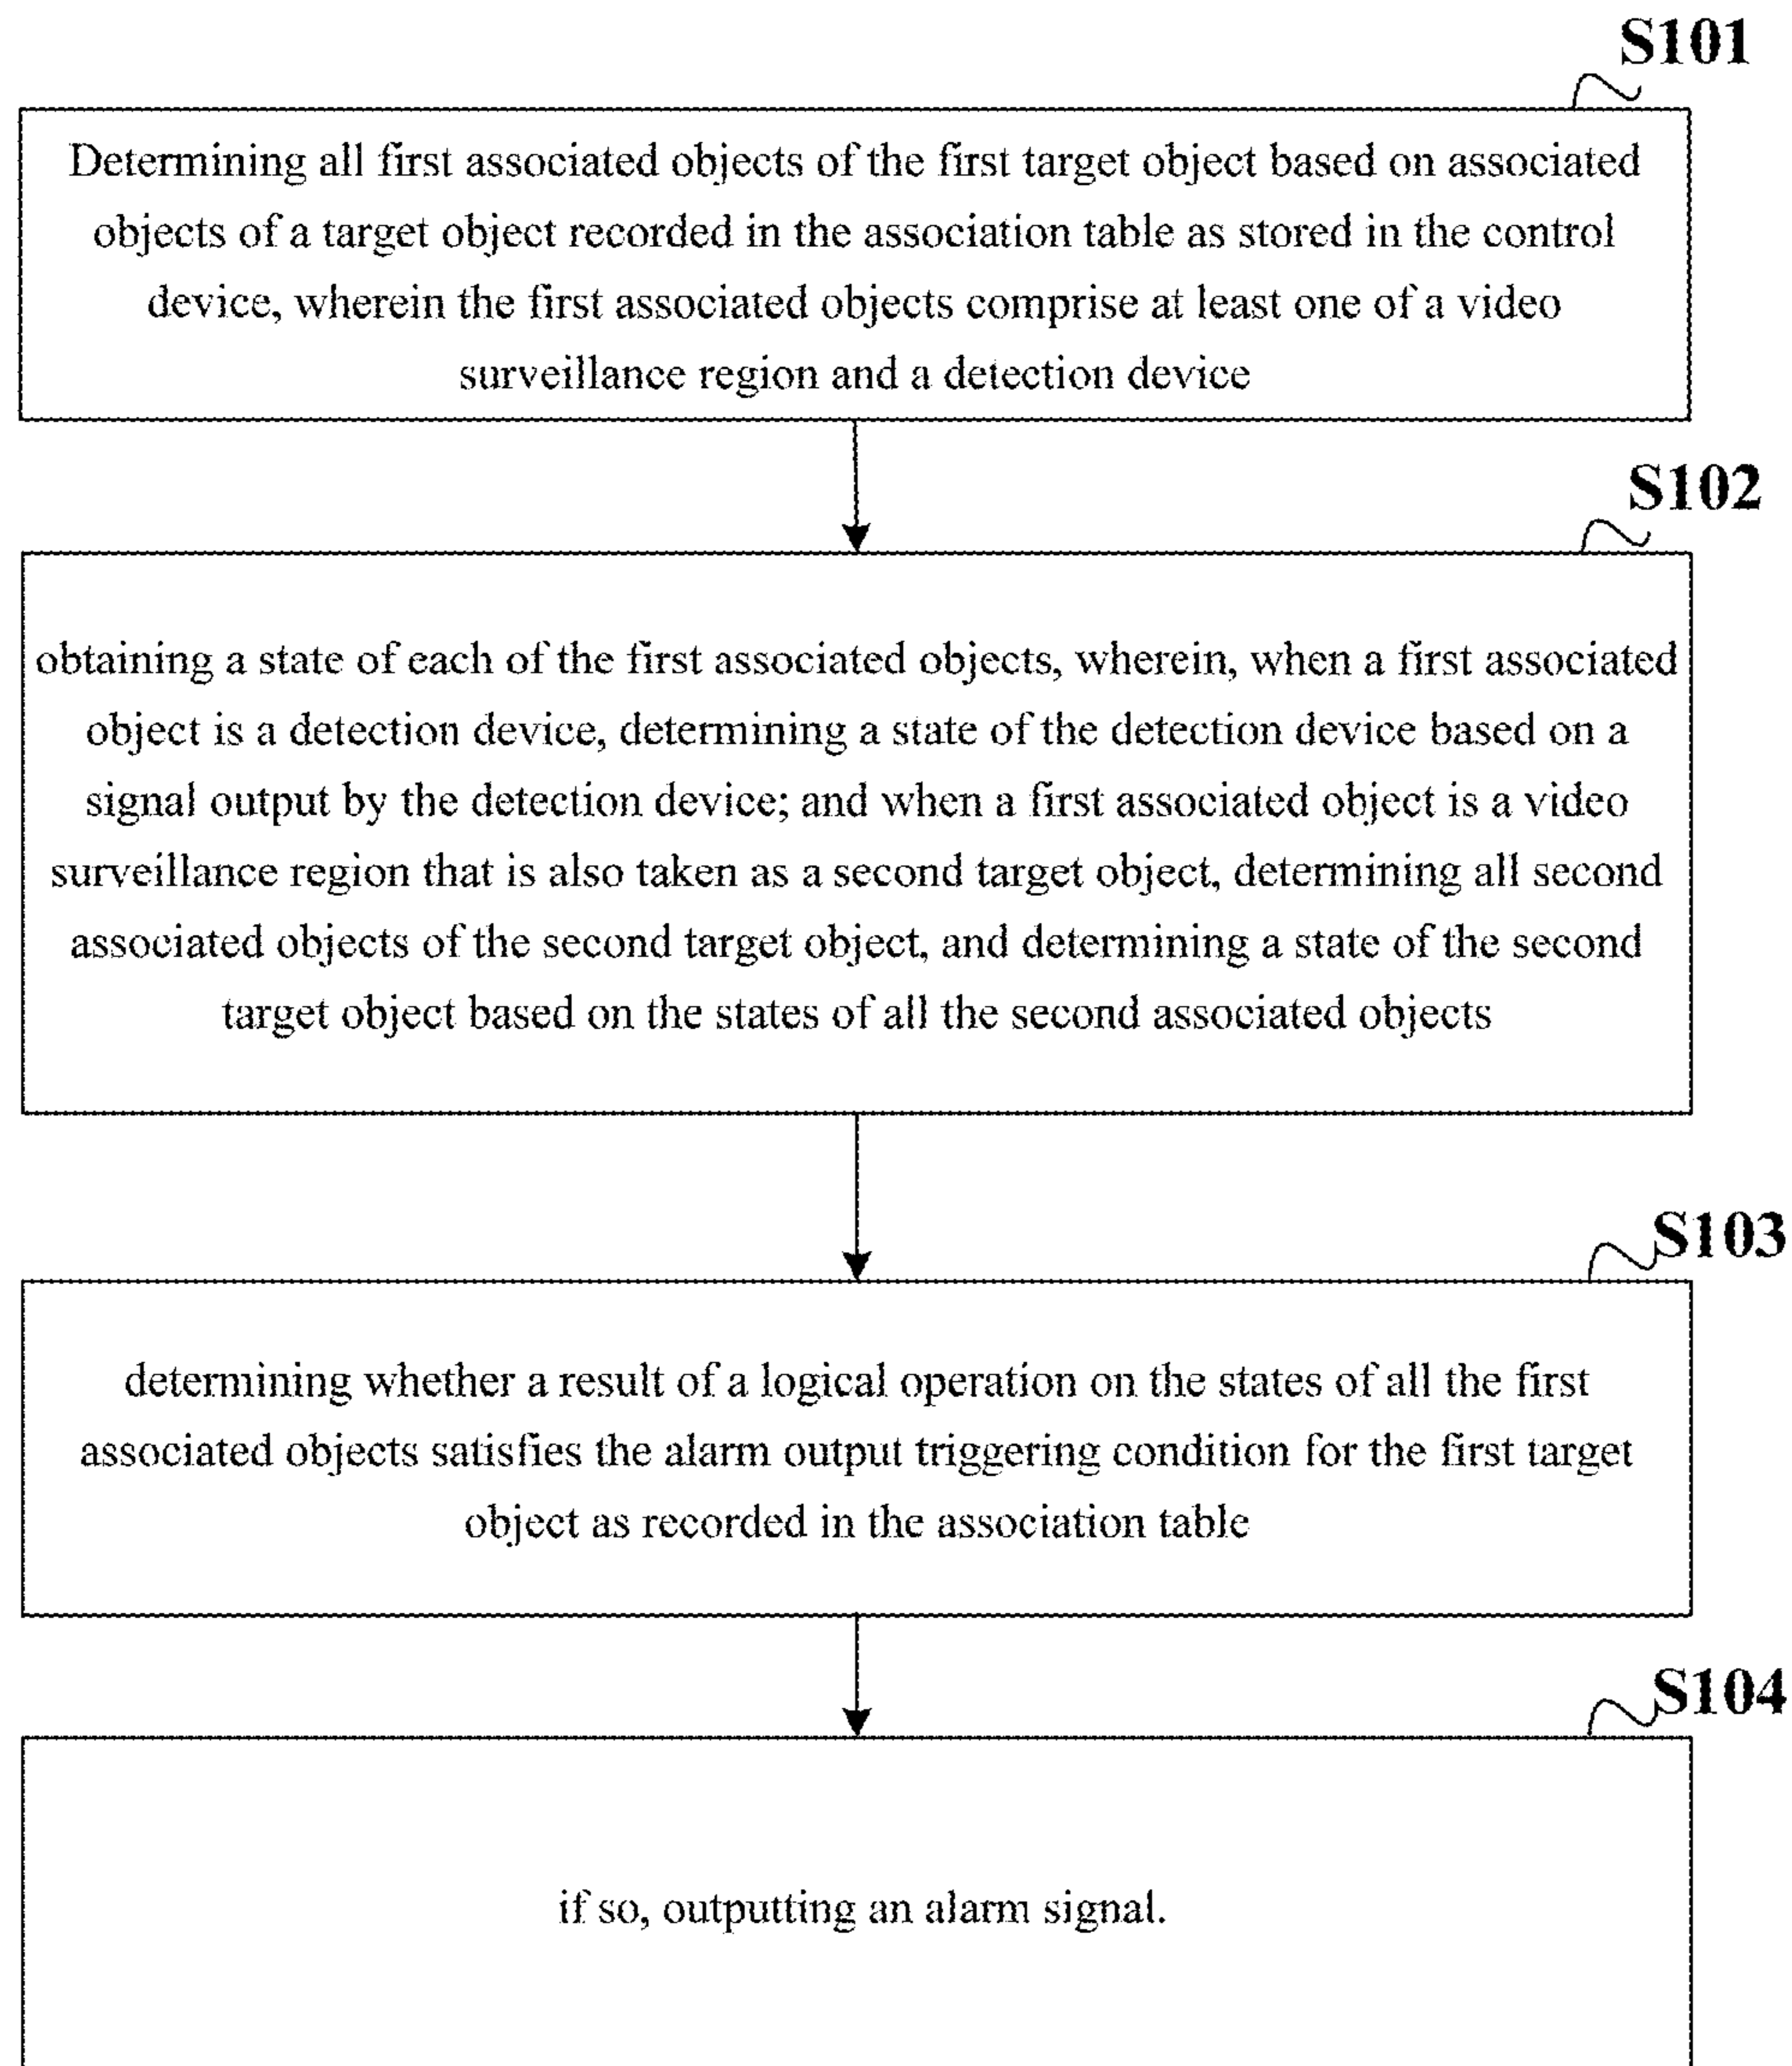 S101
Determining all first associated objects of the first target object based on associated
objects of a target object recorded in the association table as stored in the control
device, wherein the first associated objects comprise at least one of a video
surveillance region and a detection device
S102
obtaining a state of each of the first associated objects, wherein, when a first associated
object is a detection device, determining a state of the detection device based on a
signal output by the detection device; and when a first associated object is a video
surveillance region that is also taken as a second target object, determining all second
associated objects of the second target object, and determining a state of the second
target object based on the states of all the second associated objects
S103
determining whether a result of a logical operation on the states of all the first
associated objects satisfies the alarm output triggering condition for the first target
object as recorded in the association table
S104
if so, outputting an alarm signal.